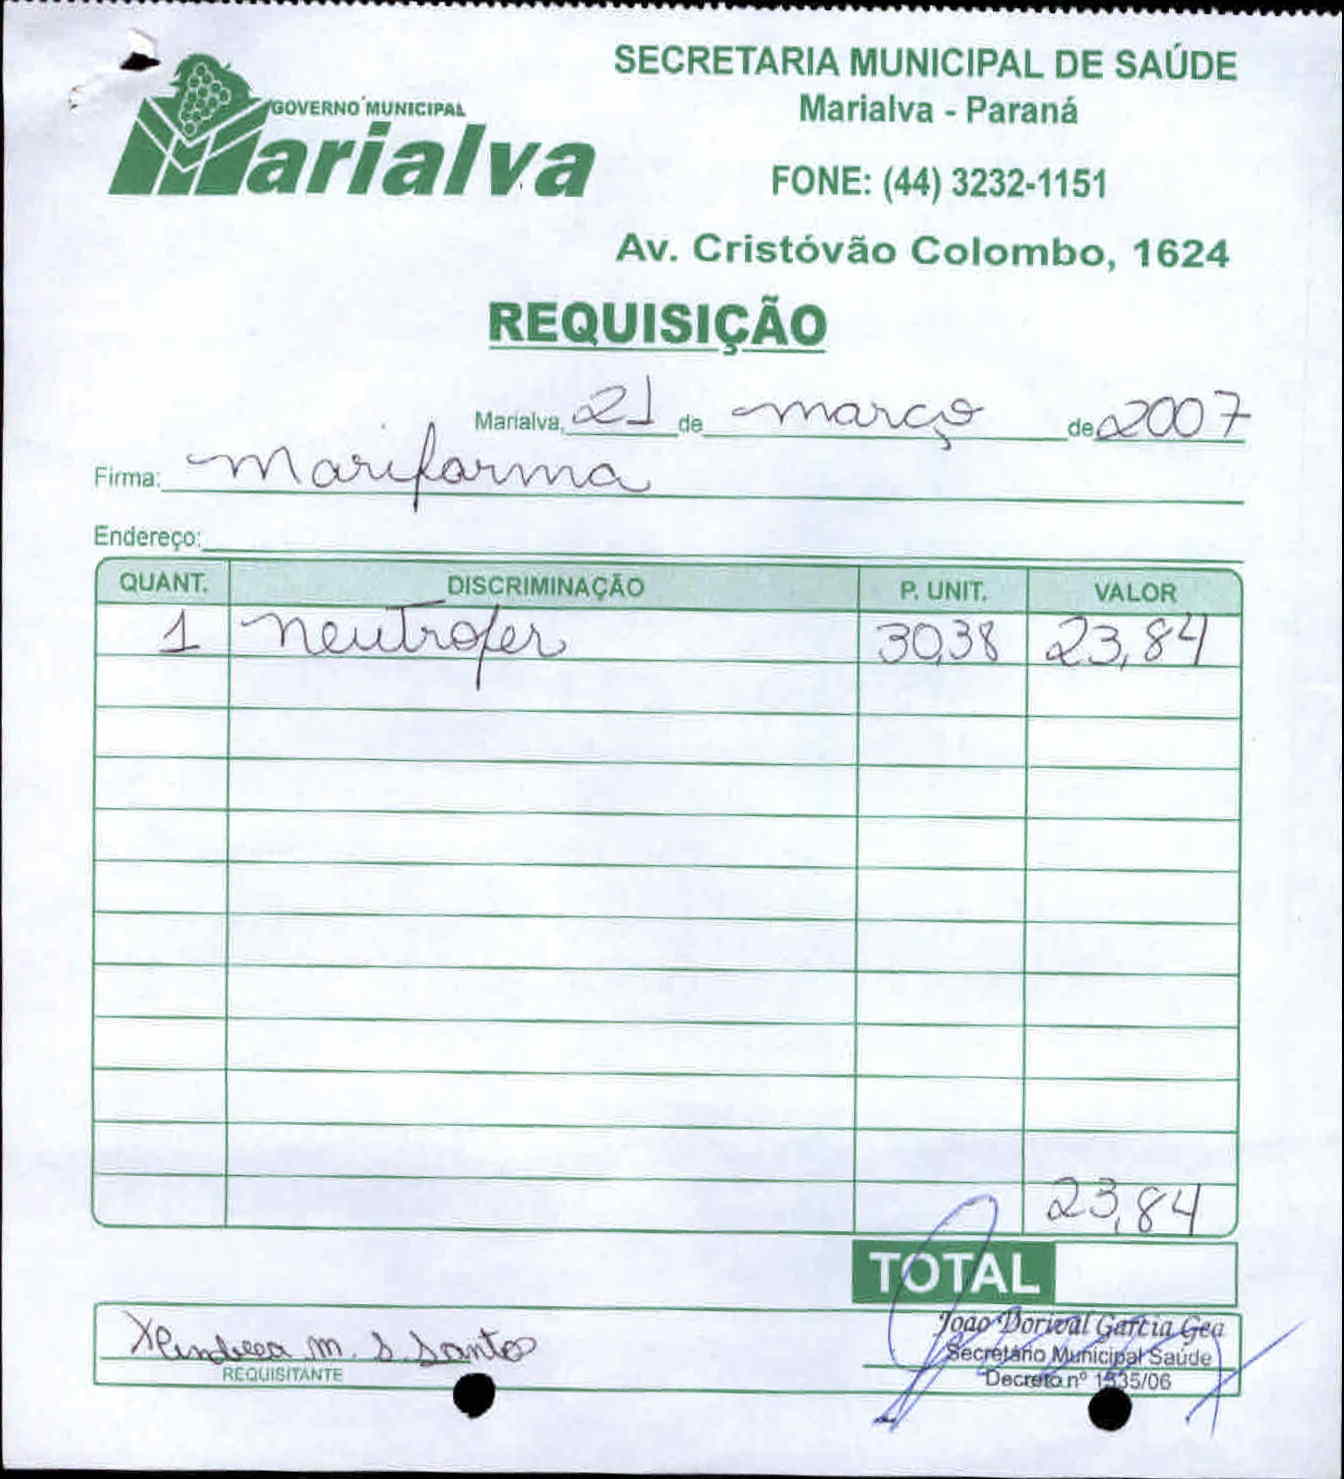 GOVERNO MUNICIPAL
Marialva
SECRETARIA MUNICIPAL DE SAÚDE
Marialva - Paraná
FONE: (44) 3232-1151
Av. Cristóvão Colombo, 1624
REQUISIÇÃO
Marialva, 21 de março de 2007
Firma: Marifarma
Endereço:
QUANT. DISCRIMINAÇÃO P. UNIT. VALOR
1 neutrofer 30,38 23,84
23,84
TOTAL
M. S. Santos
REQUISITANTE
João Dorival Garcia Gea
Secretário Municipal Saúde
Decreto nº 1535/06